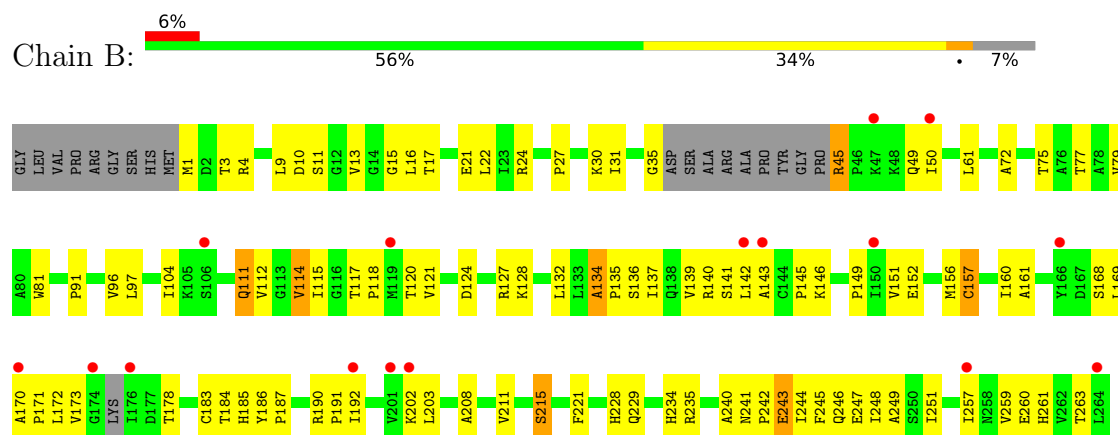 6%
Chain B:
56% 34% • 7%
GLY LEU VAL PRO ARG GLY SER HIS MET M1 D2 T3 R4 L9 D10 S11 G12 V13 G14 G15 L16 T17 E21 L22 I23 R24 P27 K30 I31 G35 ASP SER ALA ARG ALA PRO TYR GLY PRO R45 P46 K47 K48 Q49 I50 L61 A72 T75 A76 T77 A78 V79
A80 W81 P91 V96 L97 I104 K105 S106 Q111 V112 G113 V114 I115 G116 T117 P118 M119 T120 V121 D124 R127 K128 L132 L133 A134 P135 S136 I137 Q138 V139 R140 S141 L142 A143 C144 P145 K146 P149 I150 V151 E152 M156 C157 I160 A161 Y166 D167 S168 L169
A170 P171 L172 V173 G174 LYS I176 D177 T178 C183 T184 H185 Y186 P187 R190 P191 I192 V201 K202 L203 A208 V211 S215 F221 H228 Q229 H234 R235 A240 N241 P242 E243 I244 F245 Q246 E247 I248 A249 S250 I251 I257 N258 V259 E260 H261 V262 T263 L264